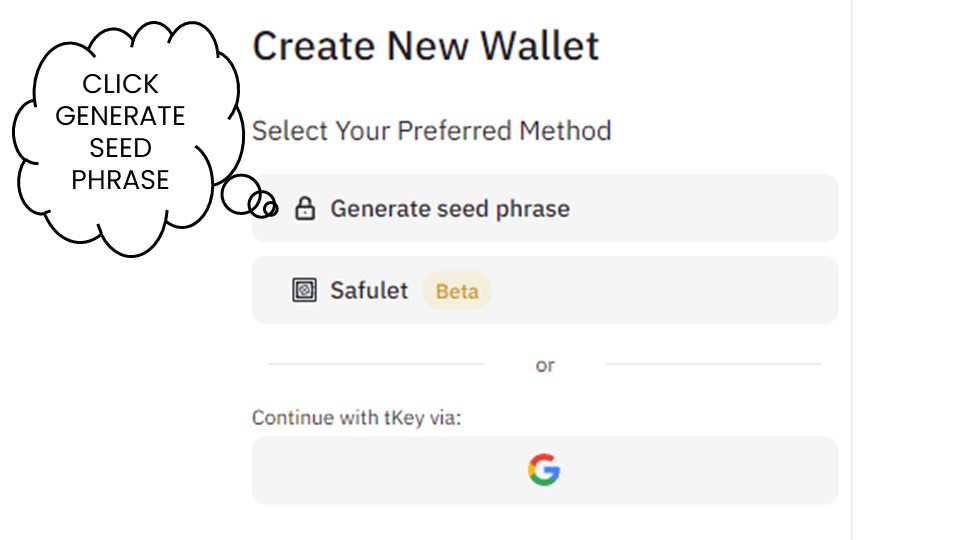 CLICK
GENERATE
SEED
PHRASE
Create New Wallet
Select Your Preferred Method
Generate seed phrase
Safulet Beta
or
Continue with tKey via: